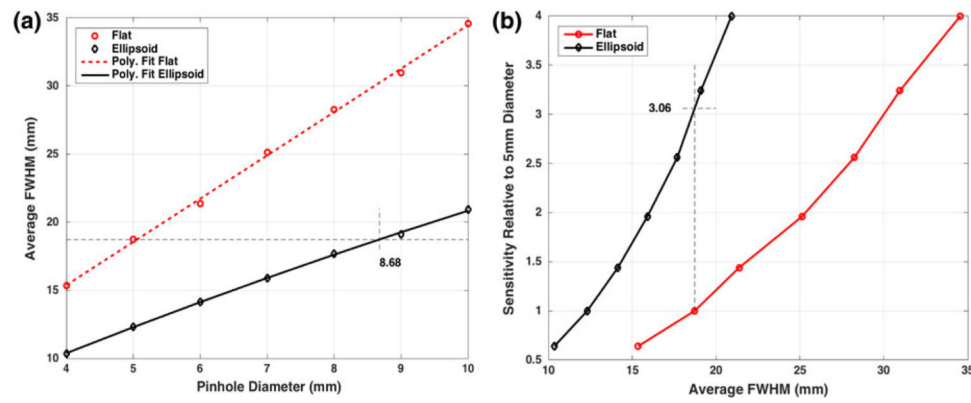 (a)
35
30
25
20
15
10
Average FWHM (mm)
Flat
Ellipsoid
Poly. Fit Flat
Poly. Fit Ellipsoid
8.68
4 5 6 7 8 9 10
Pinhole Diameter (mm)
(b)
4
3.5
3
2.5
2
1.5
1
0.5
Sensitivity Relative to 5mm Diameter
Flat
Ellipsoid
3.06
10 15 20 25 30 35
Average FWHM (mm)